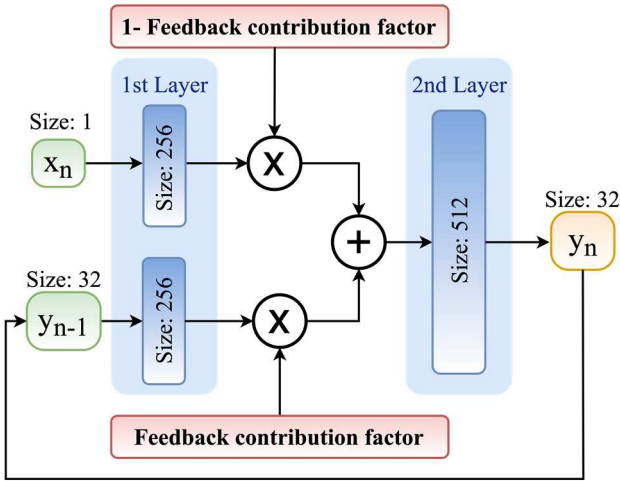 1- Feedback contribution factor
1st Layer
2nd Layer
Size: 1
x_n
Size: 256
X
Size: 512
Size: 32
y_n
+
Size: 32
y_{n-1}
Size: 256
X
Feedback contribution factor